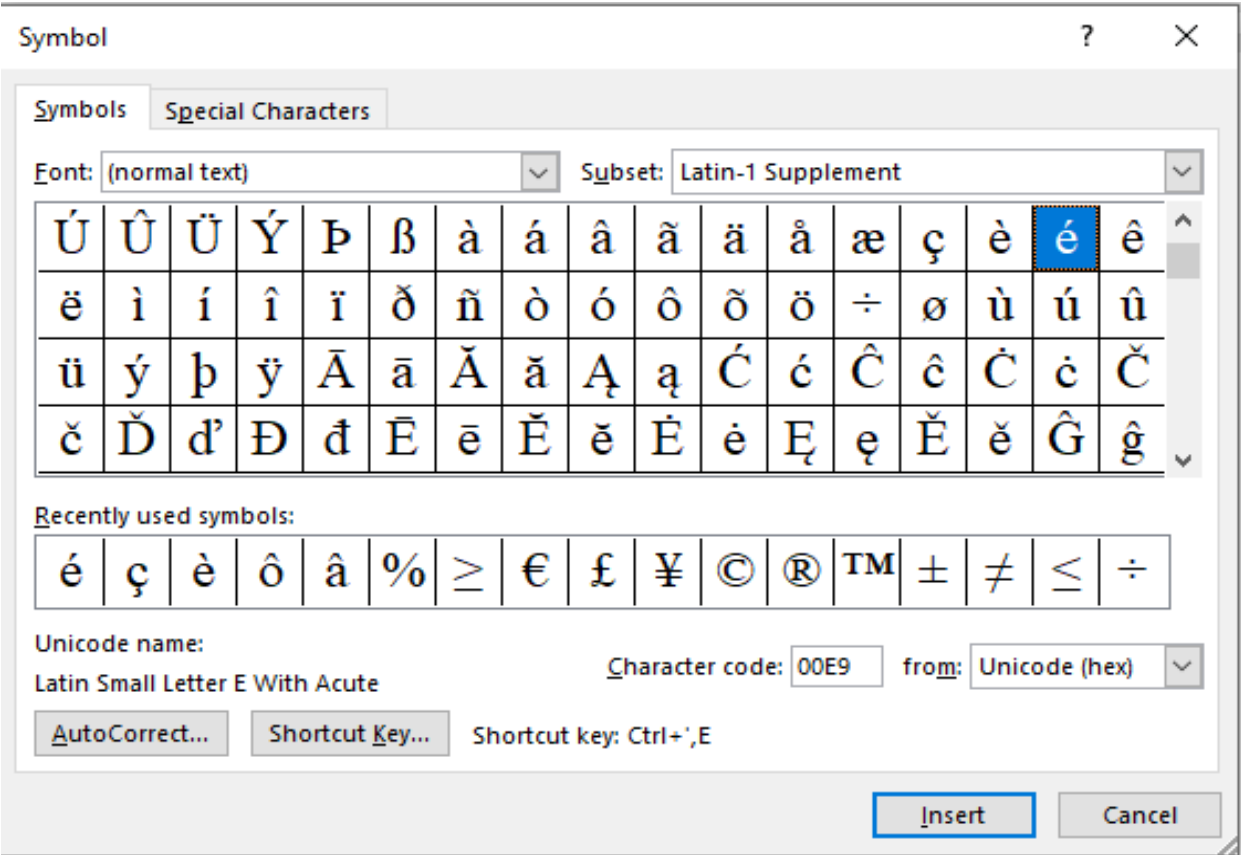 Symbol ?
Symbols Special Characters
Font: (normal text) Subset: Latin-1 Supplement
Ú Û Ü Ý Þ ß à á â ã ä å æ ç è é ê
ë ì í î ï ð ñ ò ó ô õ ö ÷ ø ù ú û
ü ý þ ÿ Ā ā Ă ă Ą ą Ć ć Ĉ ĉ Ċ ċ Č
č Ď ď Đ đ Ē ē Ĕ ĕ Ė ė Ę ę Ě ě Ĝ ĝ
Recently used symbols:
é ç è ô â % ≥ € £ ¥ © ® ™ ± ≠ ≤ ÷
Unicode name:
Latin Small Letter E With Acute
Character code: 00E9 from: Unicode (hex)
AutoCorrect... Shortcut Key... Shortcut key: Ctrl+',E
Insert Cancel